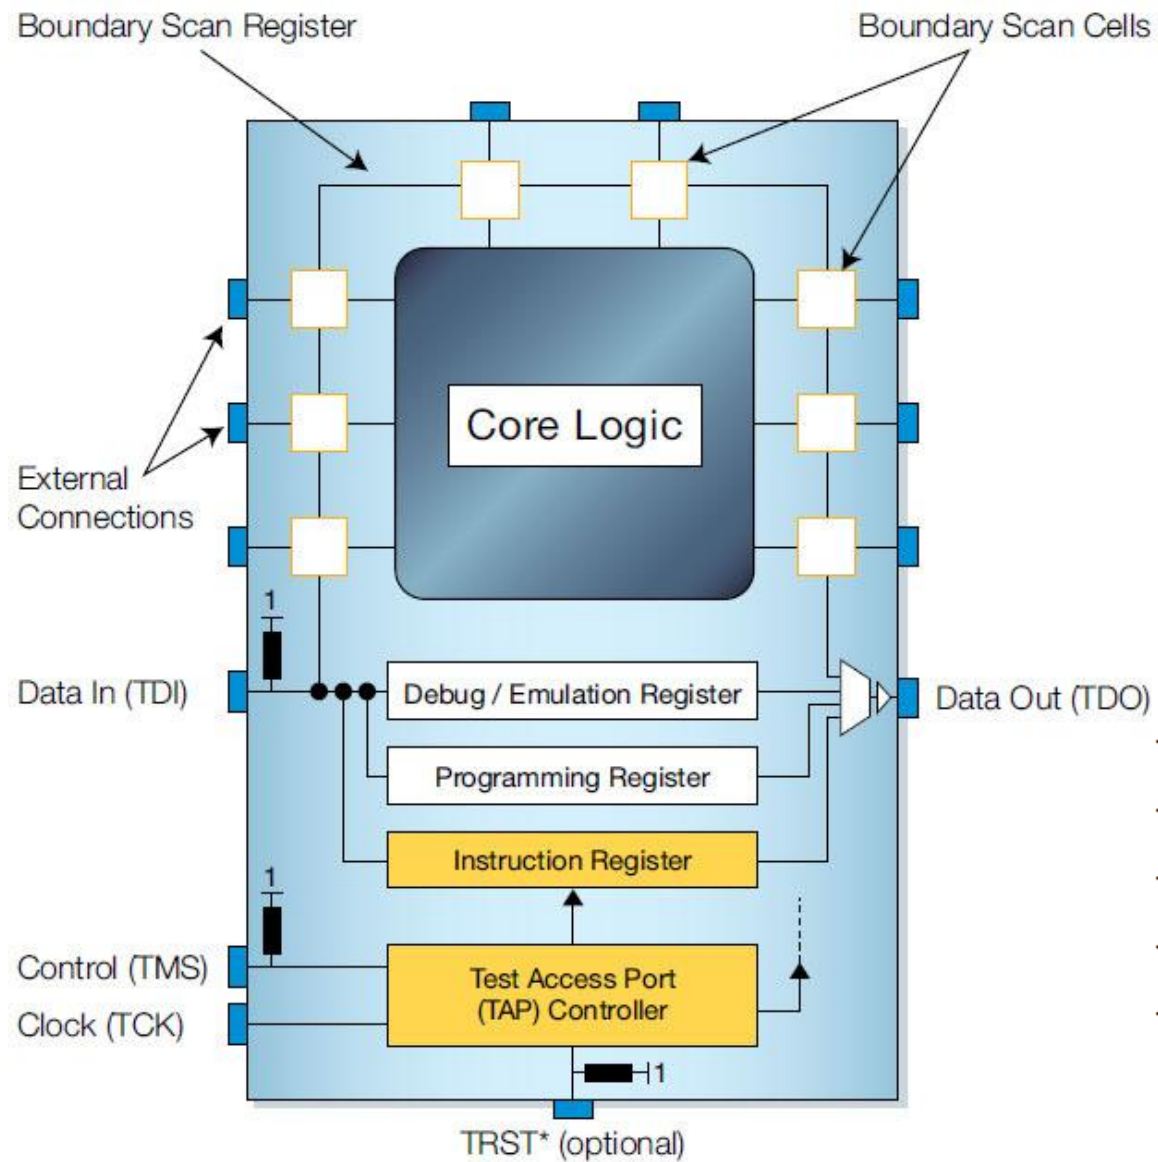 Boundary Scan Register
Boundary Scan Cells
Core Logic
External
Connections
1
Data In (TDI)
Debug / Emulation Register
Data Out (TDO)
Programming Register
Instruction Register
1
Control (TMS)
Test Access Port
(TAP) Controller
Clock (TCK)
1
TRST* (optional)